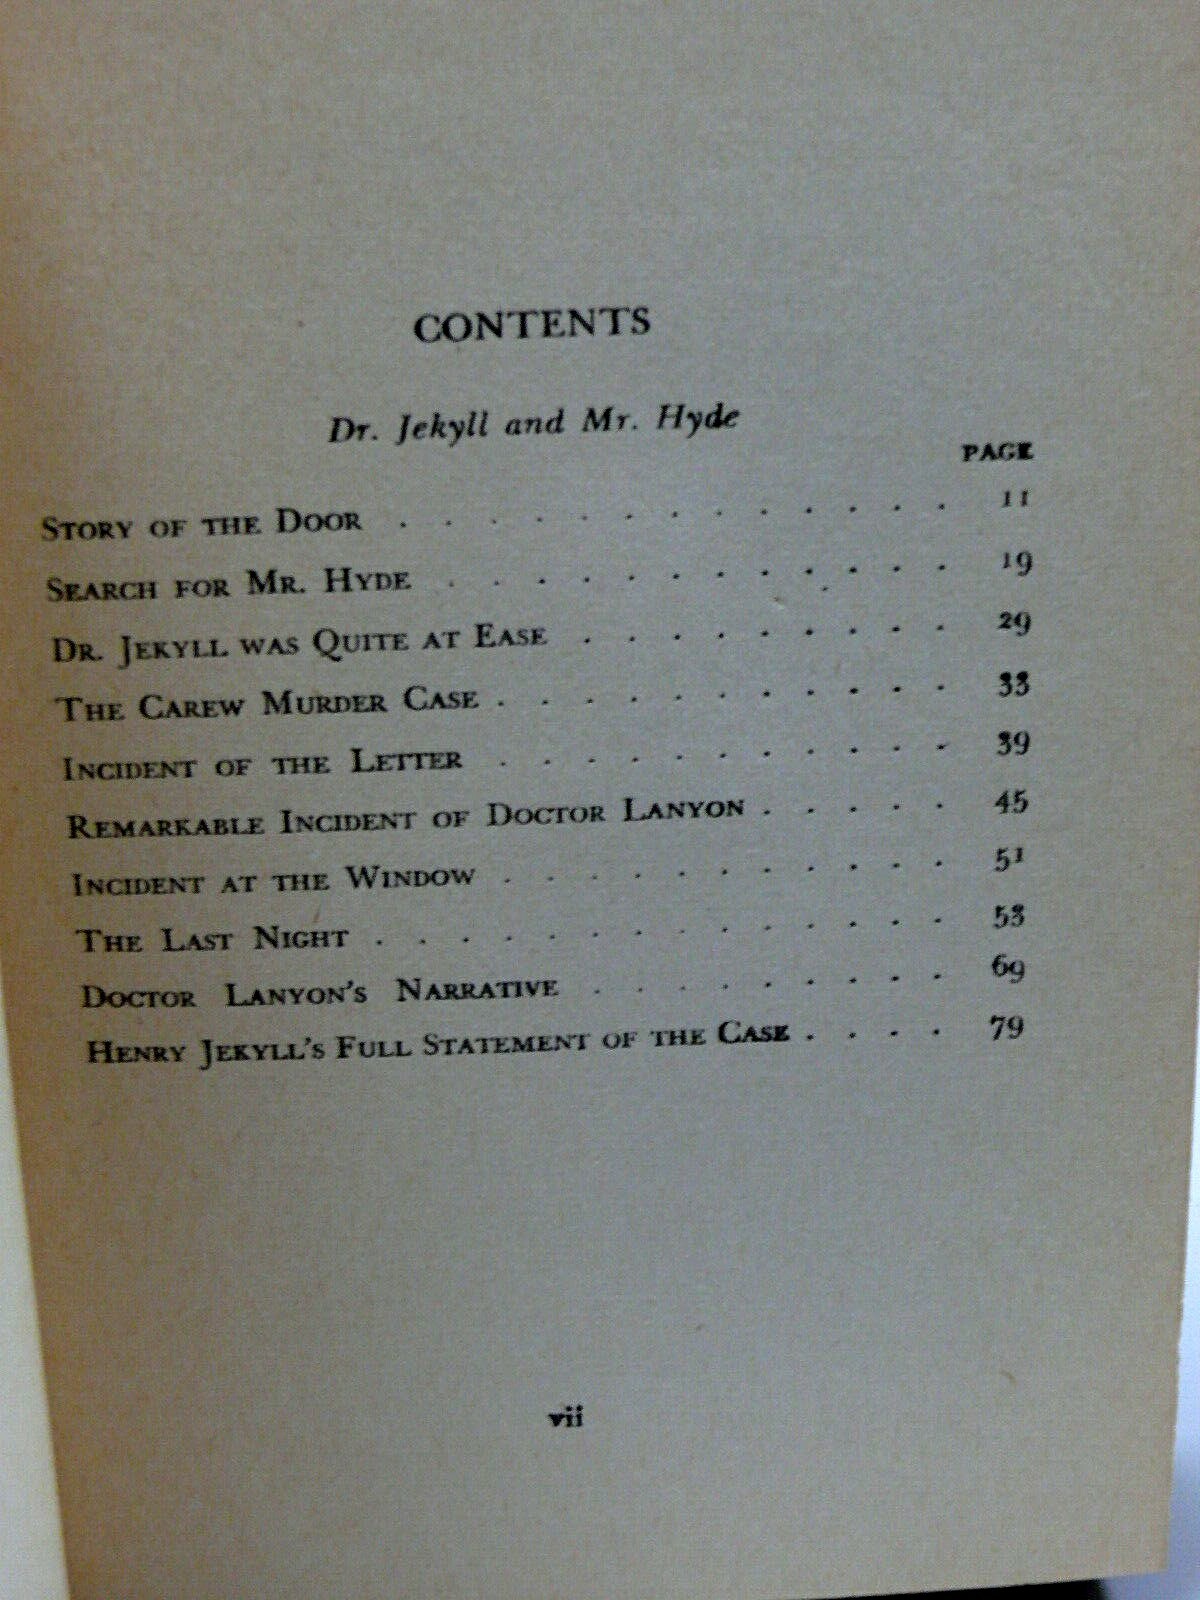 CONTENTS
Dr. Jekyll and Mr. Hyde
PAGE
STORY OF THE DOOR . . . . . . . . . . . . . 11
SEARCH FOR MR. HYDE . . . . . . . . . . . . 19
DR. JEKYLL WAS QUITE AT EASE . . . . . . . . . 29
THE CAREW MURDER CASE . . . . . . . . . . . 33
INCIDENT OF THE LETTER . . . . . . . . . . . 39
REMARKABLE INCIDENT OF DOCTOR LANYON . . . . . 45
INCIDENT AT THE WINDOW . . . . . . . . . . . 51
THE LAST NIGHT . . . . . . . . . . . . . . 53
DOCTOR LANYON'S NARRATIVE . . . . . . . . . 69
HENRY JEKYLL'S FULL STATEMENT OF THE CASE . . . . 79
vii